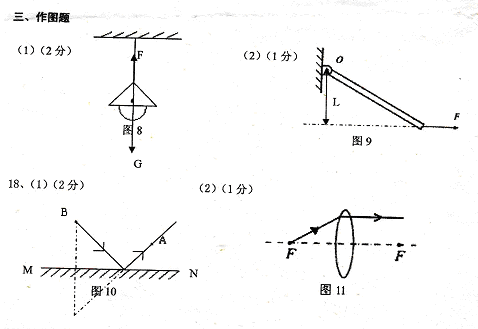 三、作图题
(1)(2分)
F
图8
G
(2)(1分)
O
L
F
图9
18、(1)(2分)
B
A
M
N
图10
(2)(1分)
F
F
图11